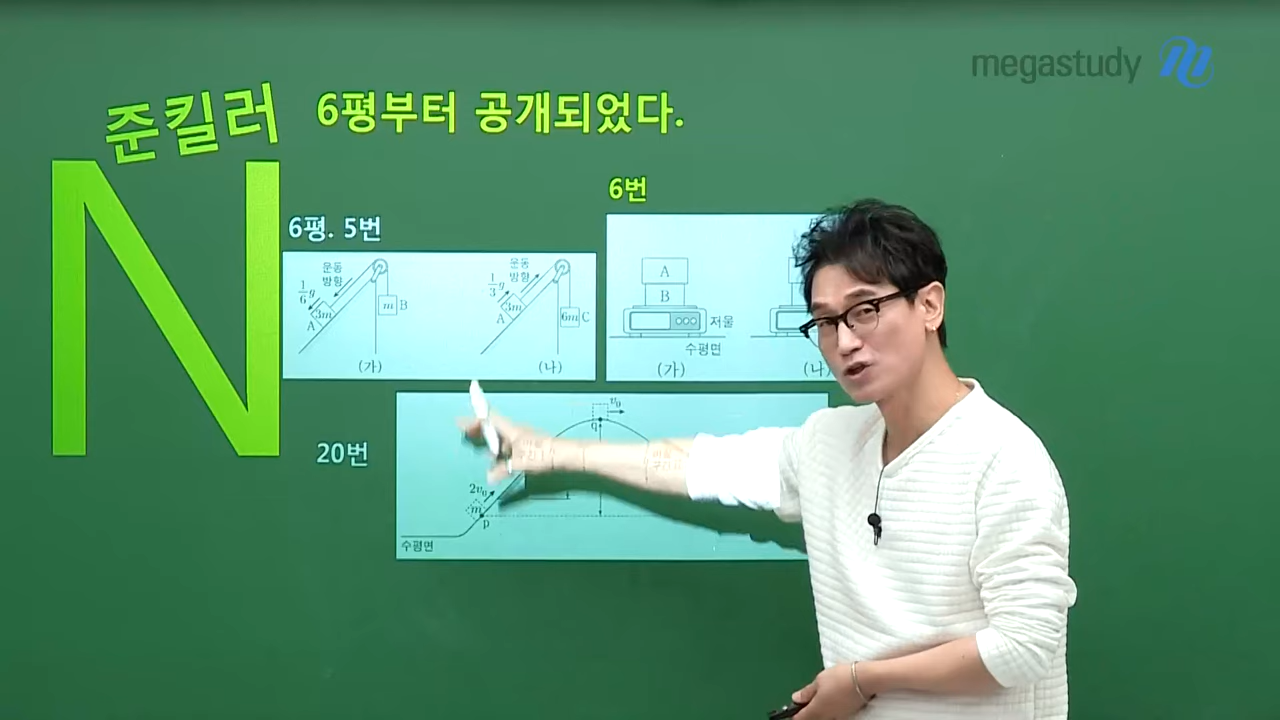 megastudy
준킬러
6평부터 공개되었다.
N
6평. 5번
운동
방향
1/6 g
3m
A
m
B
(가)
운동
방향
1/3 g
3m
A
6m
C
(나)
6번
A
B
저울
수평면
(가)
(나)
20번
v₀
q
2v₀
m
p
수평면